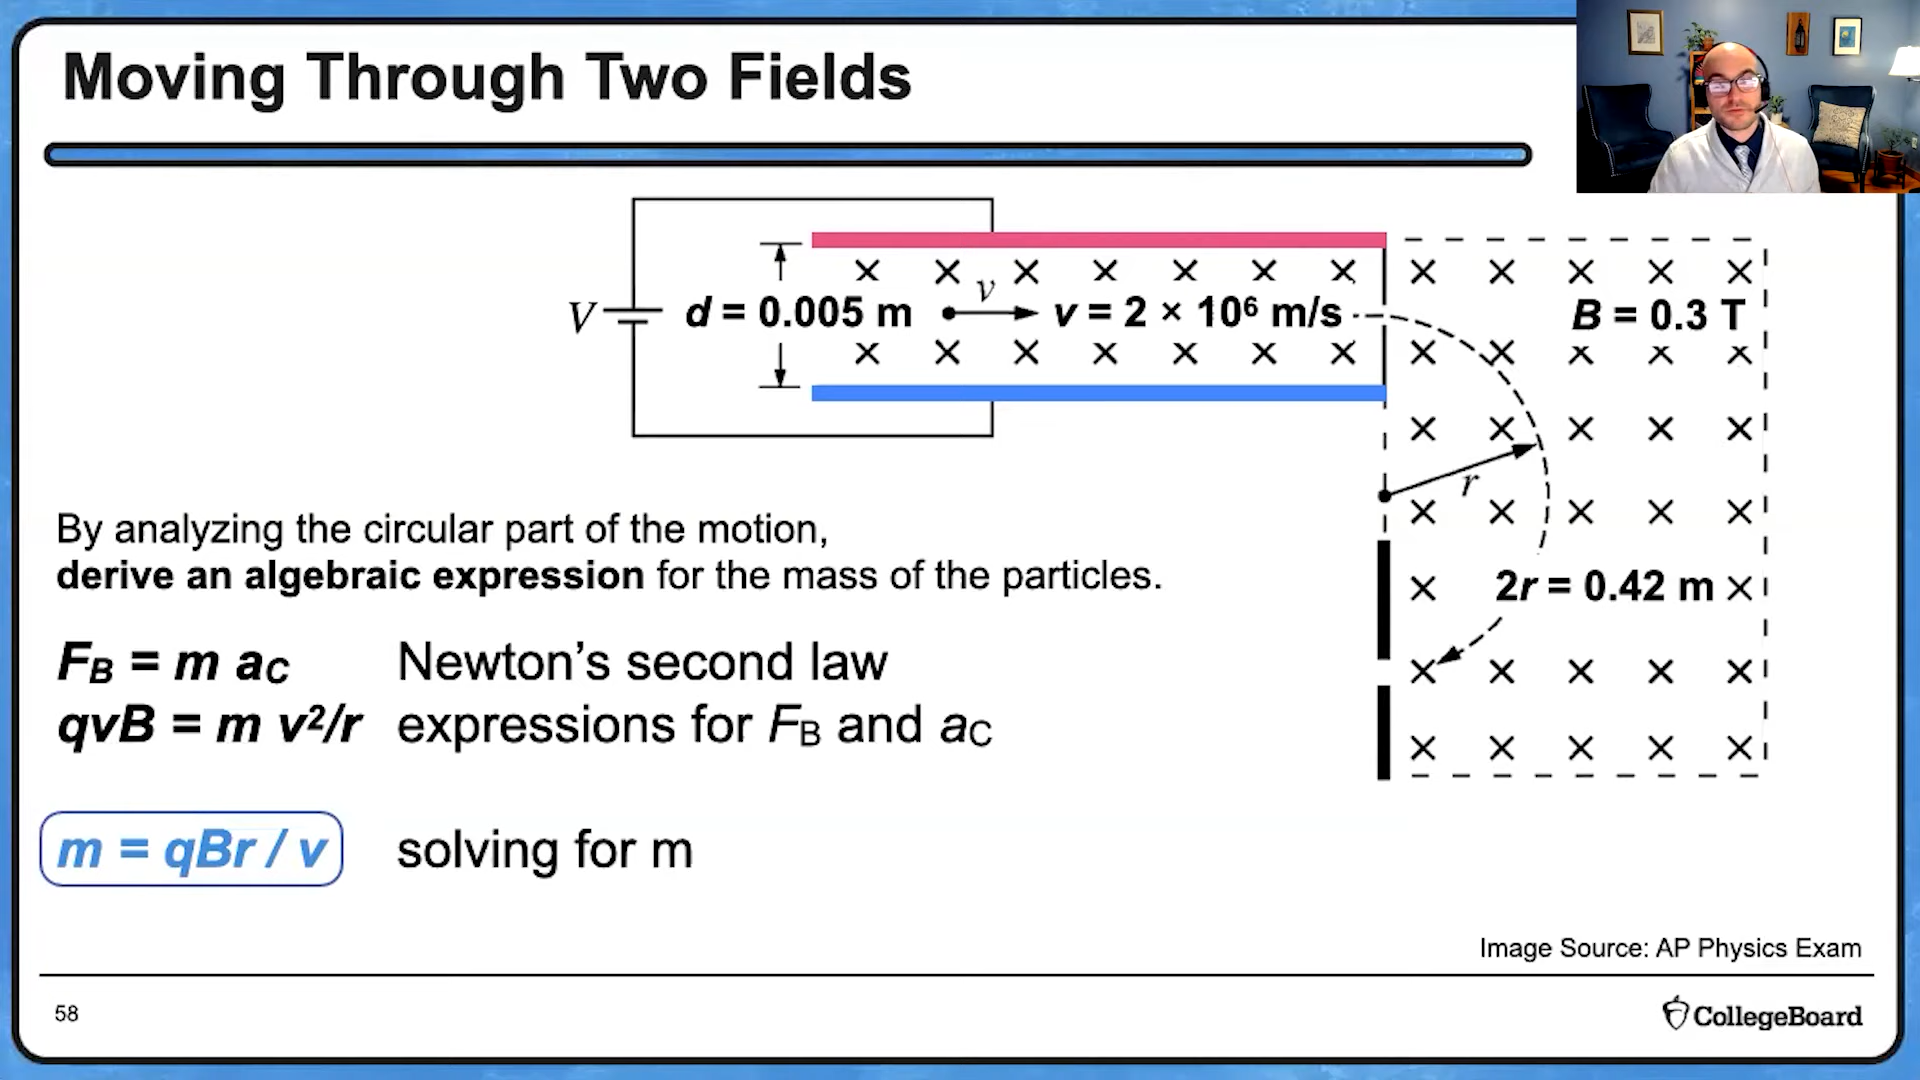 Moving Through Two Fields
V
d = 0.005 m
v
v = 2 × 10⁶ m/s
B = 0.3 T
r
2r = 0.42 m
By analyzing the circular part of the motion,
derive an algebraic expression for the mass of the particles.
F_B = m a_C Newton’s second law
qvB = m v²/r expressions for F_B and a_C
m = qBr / v solving for m
Image Source: AP Physics Exam
58
CollegeBoard